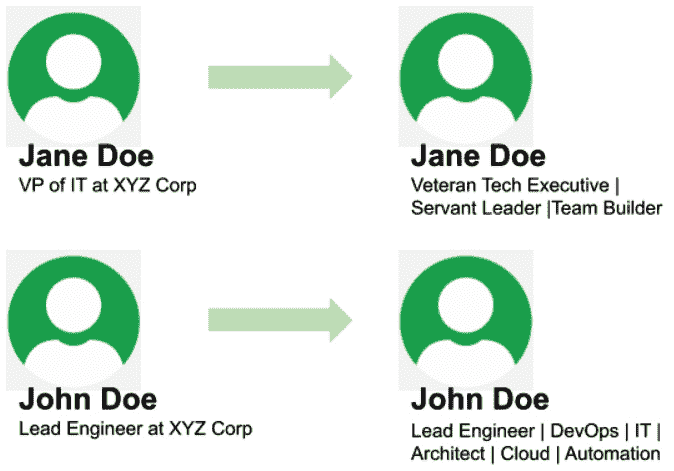 Jane Doe
VP of IT at XYZ Corp
Jane Doe
Veteran Tech Executive |
Servant Leader |Team Builder
John Doe
Lead Engineer at XYZ Corp
John Doe
Lead Engineer | DevOps | IT |
Architect | Cloud | Automation